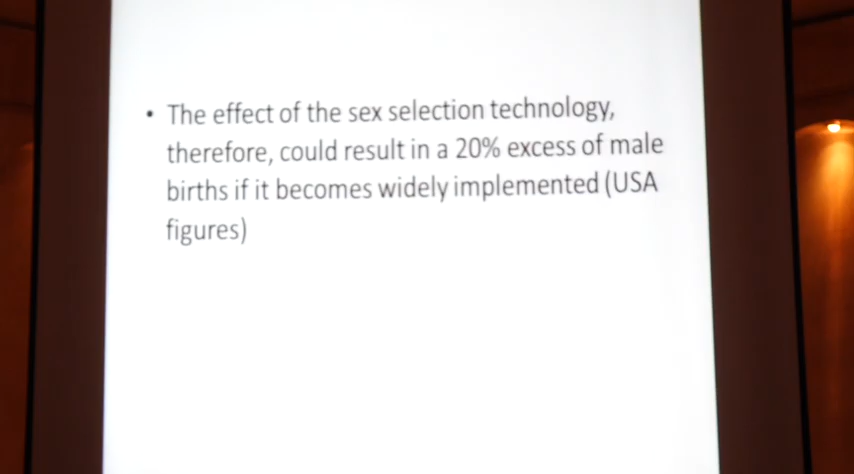 • The effect of the sex selection technology,
therefore, could result in a 20% excess of male
births if it becomes widely implemented (USA
figures)